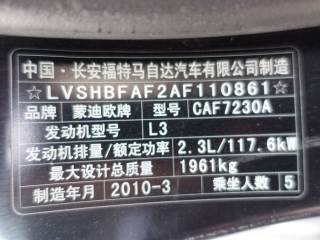 中国·长安福特马自达汽车有限公司制造
☆LVSHBFAF2AF110861☆
品牌 蒙迪欧牌 型号 CAF7230A
发动机型号 L3
发动机排量/额定功率 2.3L/117.6kW
最大设计总质量 1961kg
制造年月 2010-3 乘坐人数 5